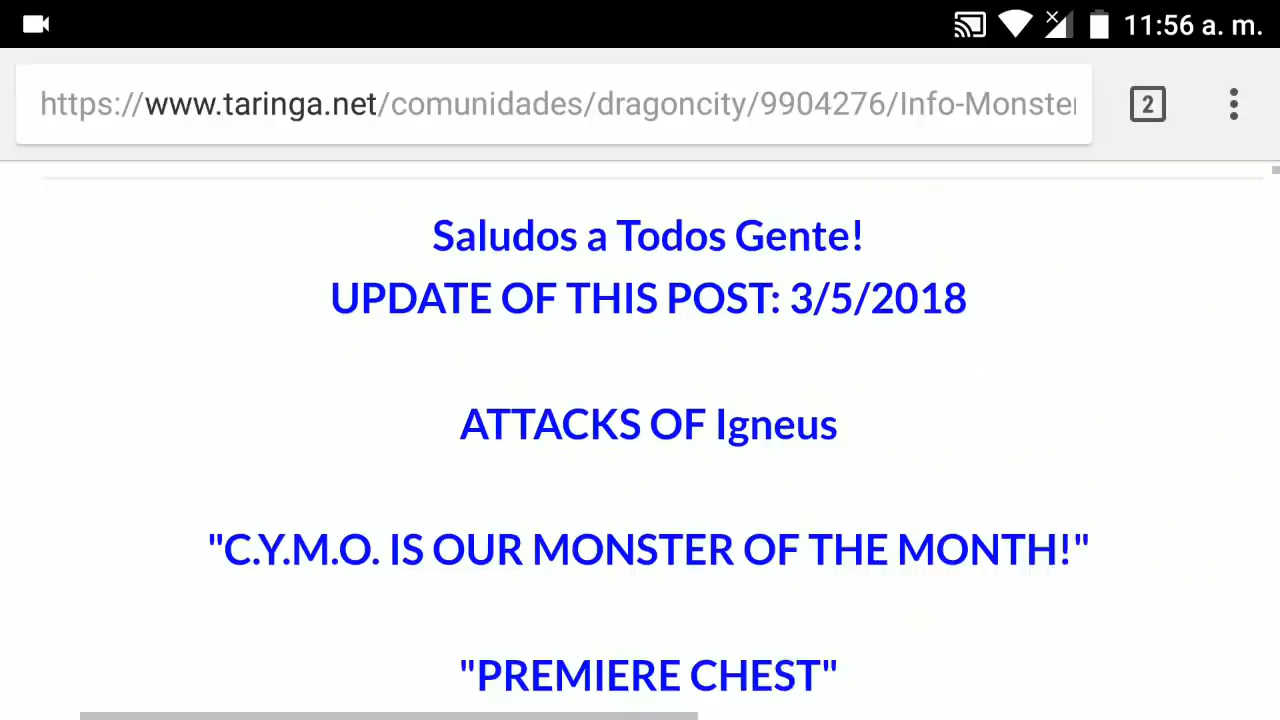 11:56 a. m.
https://www.taringa.net/comunidades/dragoncity/9904276/Info-Monster
2
Saludos a Todos Gente!
UPDATE OF THIS POST: 3/5/2018
ATTACKS OF Igneus
"C.Y.M.O. IS OUR MONSTER OF THE MONTH!"
"PREMIERE CHEST"